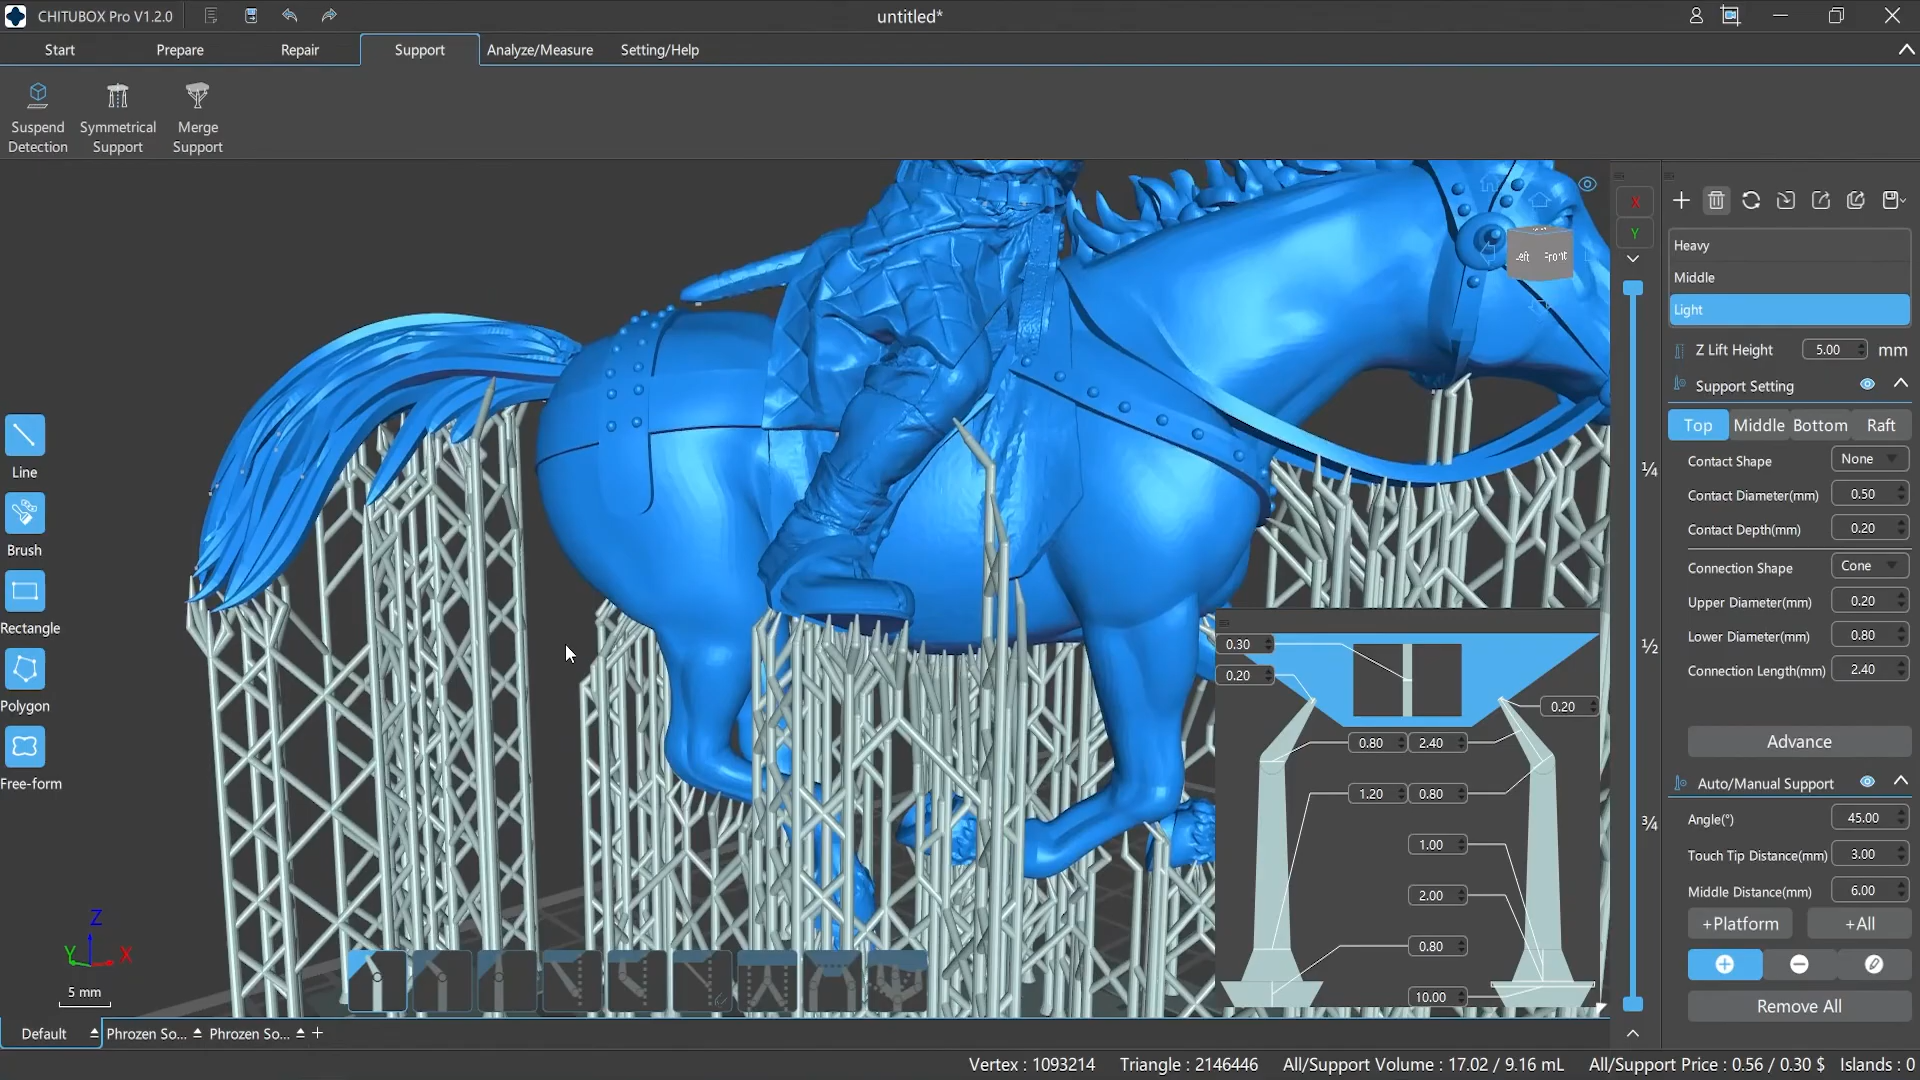 CHITUBOX Pro V1.2.0
untitled*
Start
Prepare
Repair
Support
Analyze/Measure
Setting/Help
Suspend
Detection
Symmetrical
Support
Merge
Support
Line
Brush
Rectangle
Polygon
Free-form
X
Y
Left
Front
Heavy
Middle
Light
Z Lift Height 5.00 mm
Support Setting
Top Middle Bottom Raft
Contact Shape None
Contact Diameter(mm) 0.50
Contact Depth(mm) 0.20
Connection Shape Cone
Upper Diameter(mm) 0.20
Lower Diameter(mm) 0.80
Connection Length(mm) 2.40
Advance
Auto/Manual Support
Angle(°) 45.00
Touch Tip Distance(mm) 3.00
Middle Distance(mm) 6.00
+Platform +All
Remove All
¼
½
¾
0.30
0.20
0.20
0.80 2.40
1.20 0.80
1.00
2.00
0.80
10.00
Z
Y X
5 mm
Default
Phrozen So...
Phrozen So...
Vertex : 1093214 Triangle : 2146446 All/Support Volume : 17.02 / 9.16 mL All/Support Price : 0.56 / 0.30 $ Islands : 0